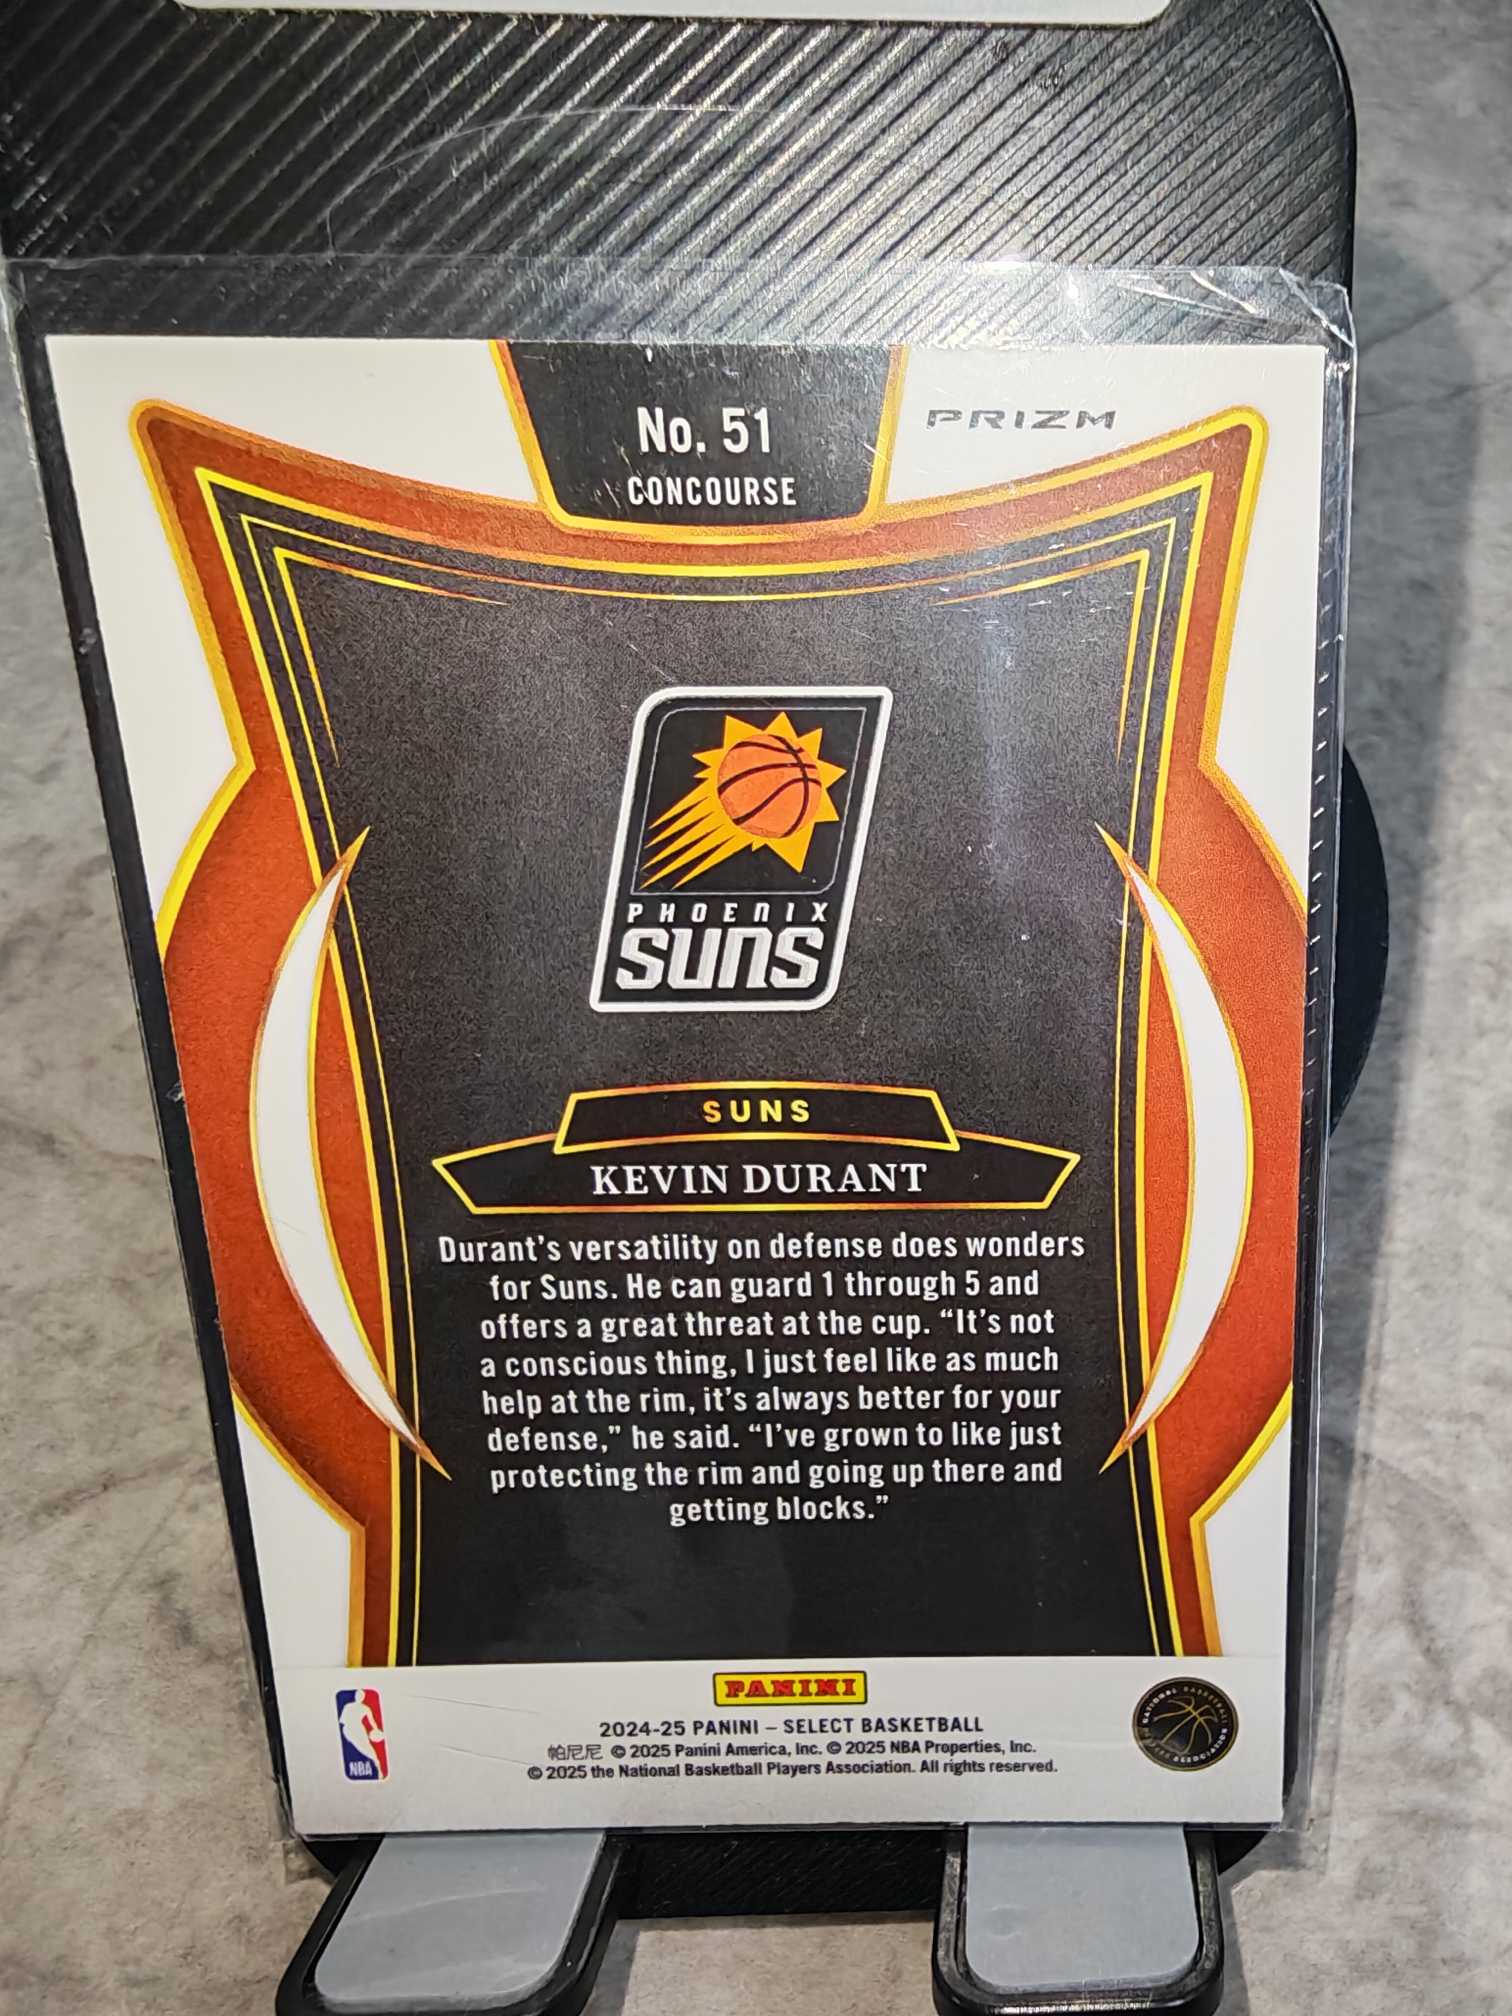 No. 51
CONCOURSE
PRIZM
PHOENIX
SUNS
SUNS
KEVIN DURANT
Durant's versatility on defense does wonders
for Suns. He can guard 1 through 5 and
offers a great threat at the cup. “It's not
a conscious thing, I just feel like as much
help at the rim, it's always better for your
defense,” he said. “I've grown to like just
protecting the rim and going up there and
getting blocks.”
PANINI
NBA
2024-25 PANINI – SELECT BASKETBALL
帕尼尼 © 2025 Panini America, Inc. © 2025 NBA Properties, Inc.
© 2025 the National Basketball Players Association. All rights reserved.
NATIONAL BASKETBALL
PLAYERS ASSOCIATION